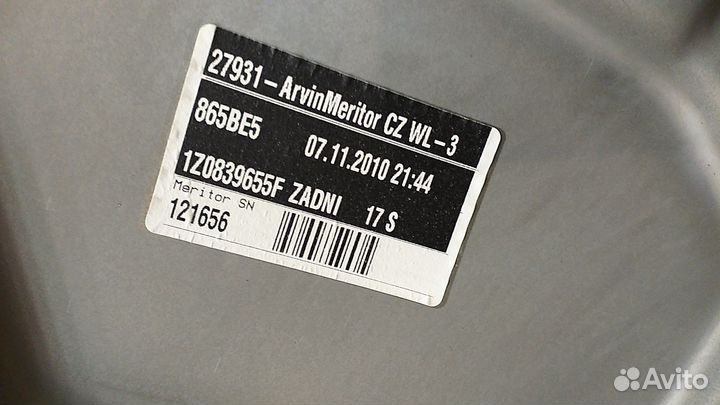 27931-ArvinMeritor CZ WL-3
865BE5
07.11.2010 21:44
1Z0839655F ZADNI 17 S
Meritor SN
121656
Avito